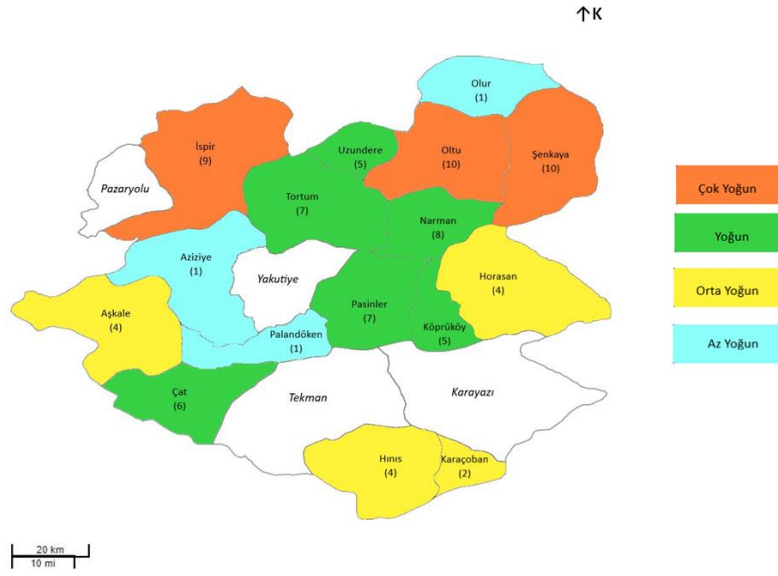 ↑K
Olur
(1)
İspir
(9)
Uzundere
(5)
Oltu
(10)
Şenkaya
(10)
Pazaryolu
Tortum
(7)
Narman
(8)
Aziziye
(1)
Yakutiye
Horasan
(4)
Pasinler
(7)
Aşkale
(4)
Köprüköy
(5)
Palandöken
(1)
Çat
(6)
Tekman
Karayazı
Hınıs
(4)
Karaçoban
(2)
Çok Yoğun
Yoğun
Orta Yoğun
Az Yoğun
20 km
10 mi